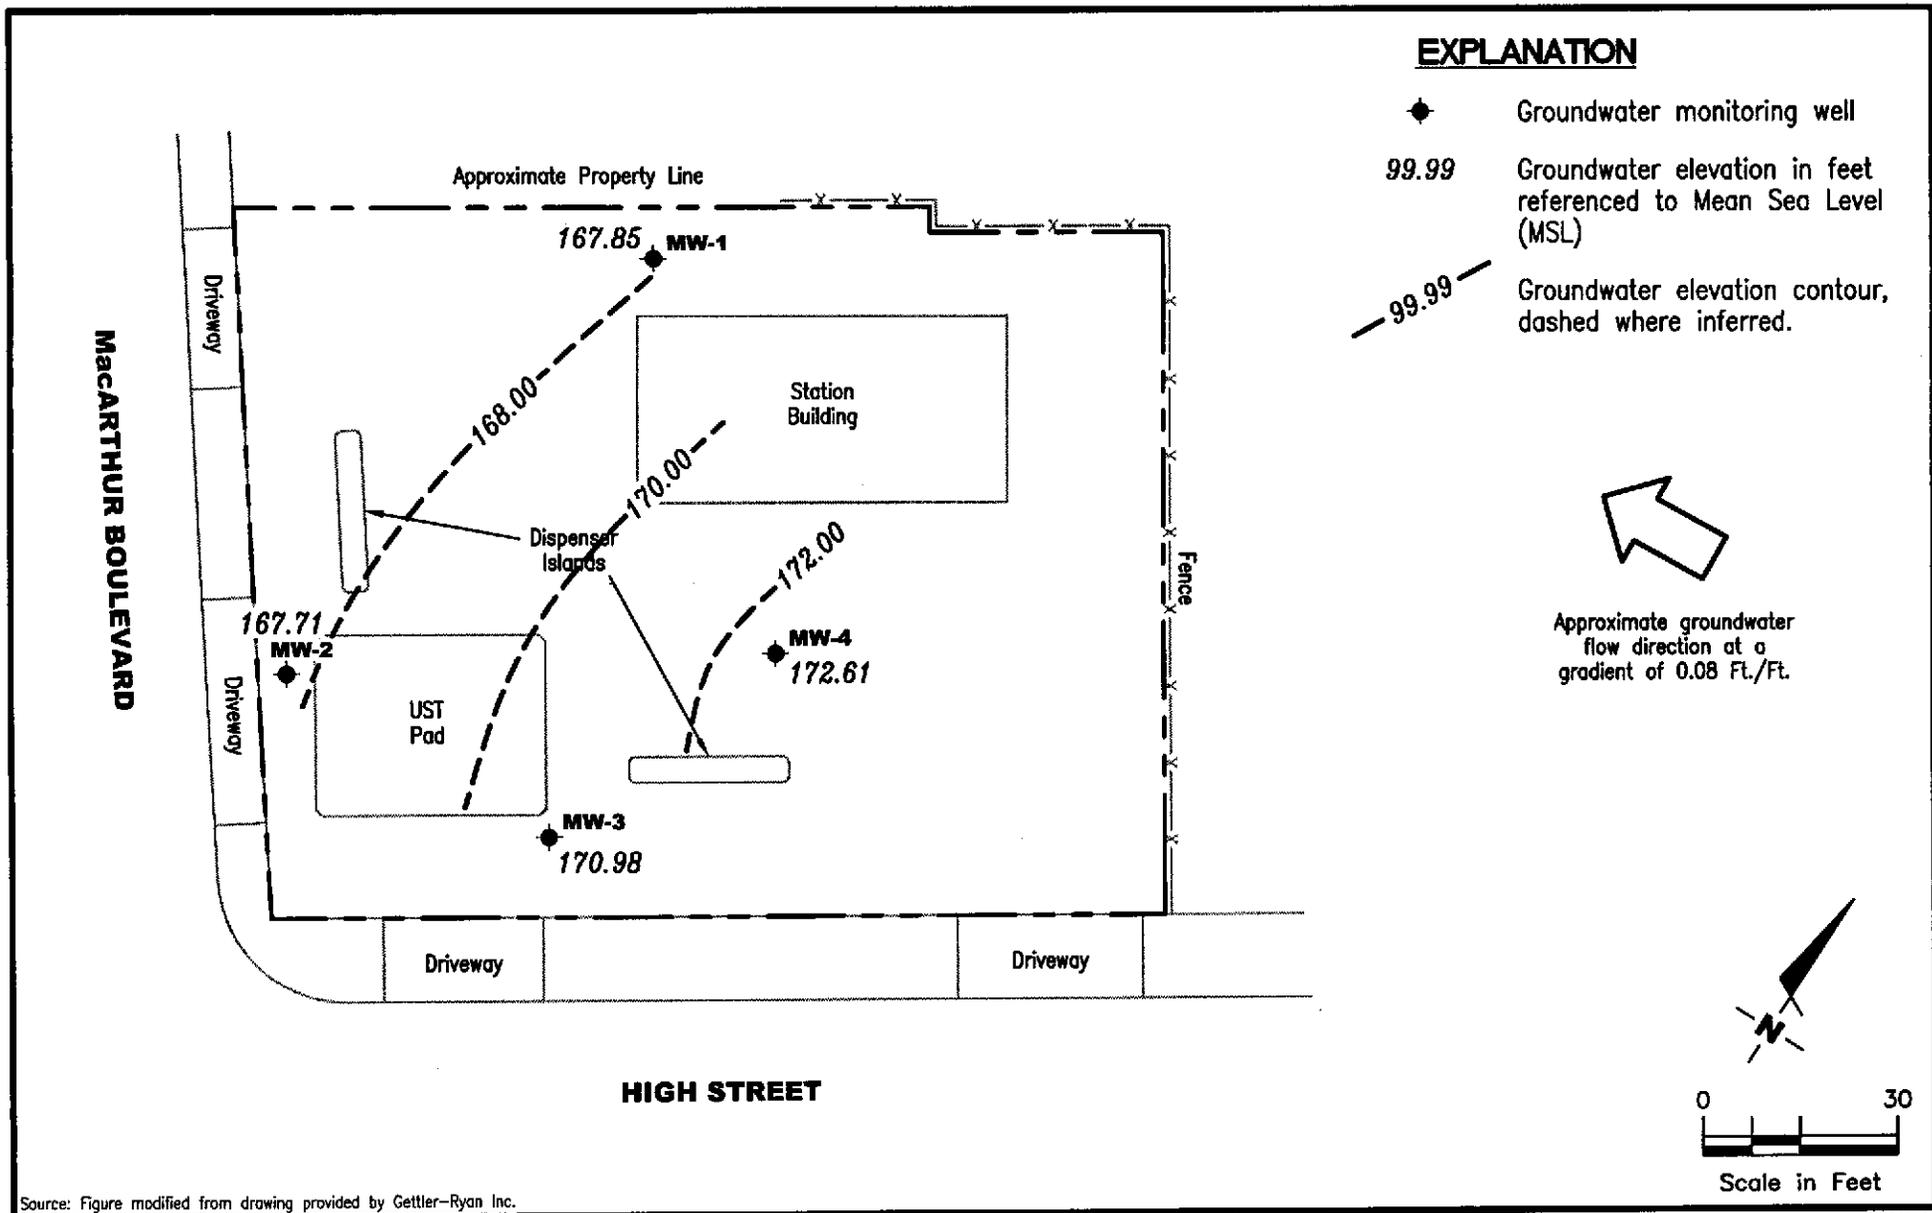 EXPLANATION
Groundwater monitoring well
99.99
Groundwater elevation in feet
referenced to Mean Sea Level
(MSL)
99.99
Groundwater elevation contour,
dashed where inferred.
Approximate Property Line
167.85
MW-1
Driveway
MacARTHUR BOULEVARD
168.00
Station
Building
170.00
Dispenser
Islands
172.00
Fence
167.71
MW-2
MW-4
172.61
Driveway
UST
Pad
MW-3
170.98
Driveway
Driveway
HIGH STREET
Approximate groundwater
flow direction at a
gradient of 0.08 Ft./Ft.
N
0 30
Scale in Feet
Source: Figure modified from drawing provided by Gettler-Ryan Inc.